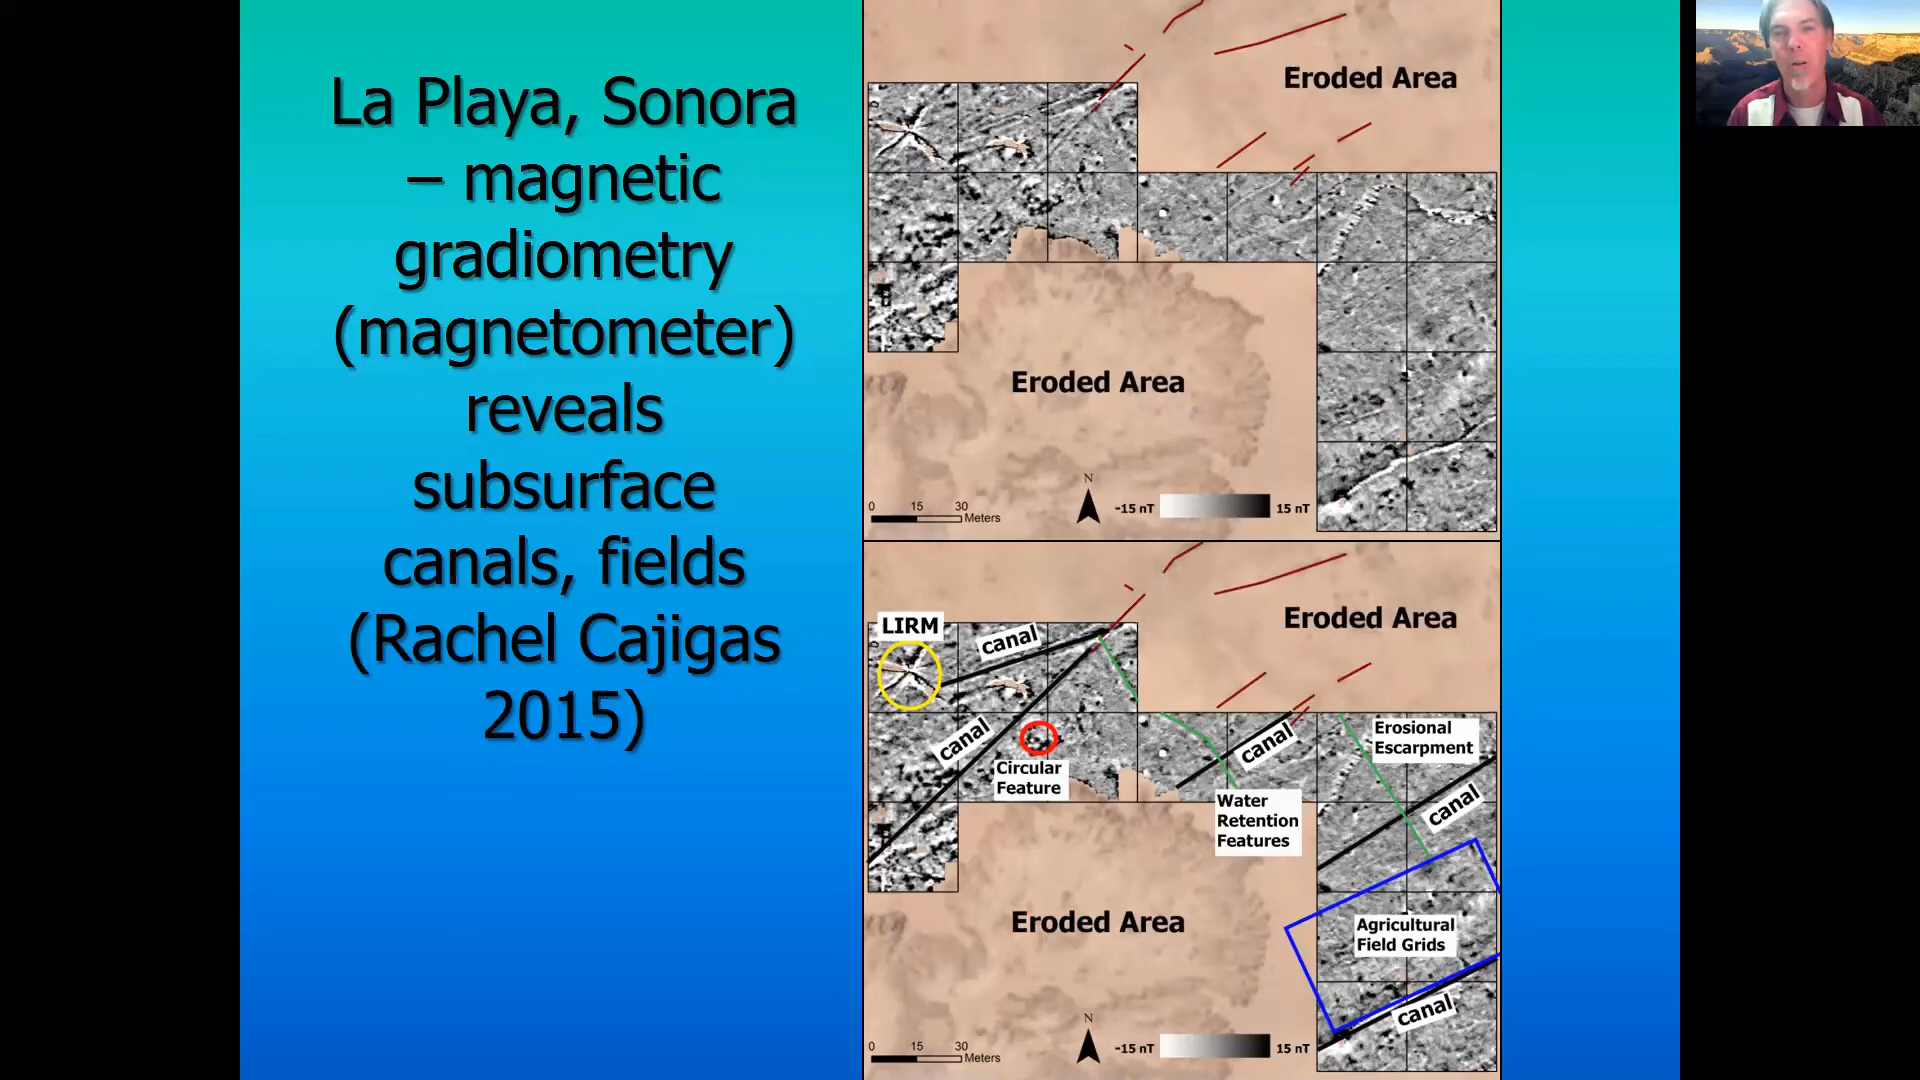 La Playa, Sonora
– magnetic
gradiometry
(magnetometer)
reveals
subsurface
canals, fields
(Rachel Cajigas
2015)
Eroded Area
Eroded Area
N
0 15 30
Meters
-15 nT 15 nT
Eroded Area
LIRM
canal
canal
Circular
Feature
canal
Water
Retention
Features
Erosional
Escarpment
canal
Agricultural
Field Grids
canal
Eroded Area
N
0 15 30
Meters
-15 nT 15 nT